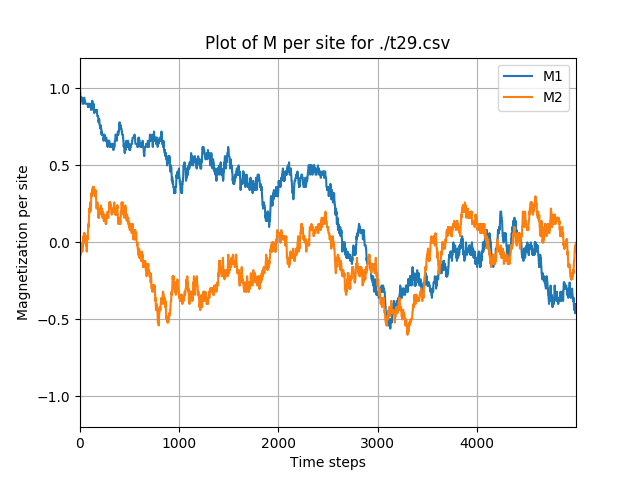 Plot of M per site for ./t29.csv
M1
M2
Magnetization per site
1.0
0.5
0.0
−0.5
−1.0
0 1000 2000 3000 4000
Time steps